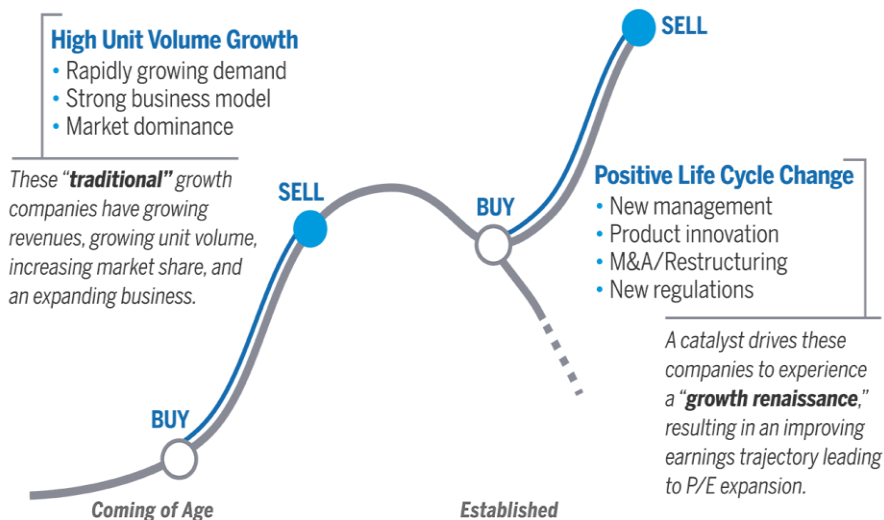 High Unit Volume Growth
• Rapidly growing demand
• Strong business model
• Market dominance
These “traditional” growth
companies have growing
revenues, growing unit volume,
increasing market share, and
an expanding business.
BUY
SELL
BUY
SELL
Positive Life Cycle Change
• New management
• Product innovation
• M&A/Restructuring
• New regulations
A catalyst drives these
companies to experience
a “growth renaissance,”
resulting in an improving
earnings trajectory leading
to P/E expansion.
Coming of Age
Established